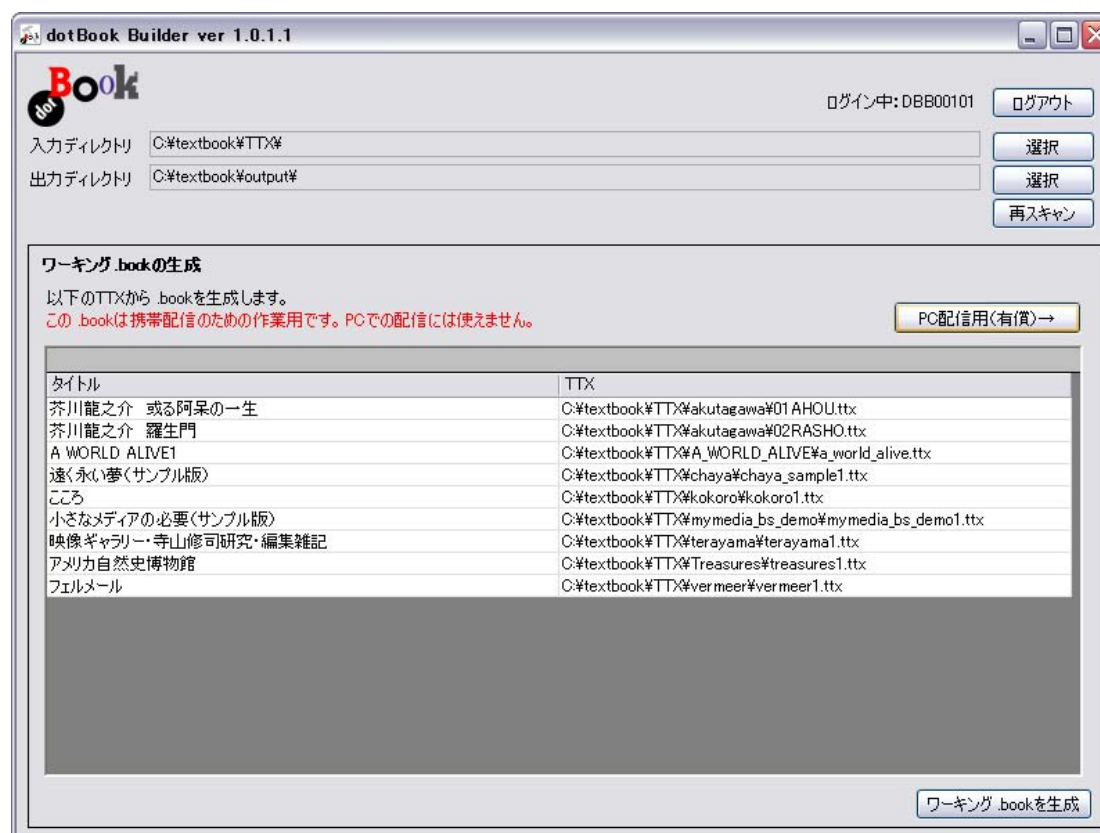 dotBook Builder ver 1.0.1.1
dot Book
ログイン中: DBB00101 ログアウト
入力ディレクトリ C:¥textbook¥TTX¥ 選択
出力ディレクトリ C:¥textbook¥output¥ 選択
再スキャン
ワーキング .bookの生成
以下のTTXから .bookを生成します。
この .bookは携帯配信のための作業用です。PCでの配信には使えません。
PC配信用(有償)→
タイトル TTX
芥川龍之介 或る阿呆の一生 C:¥textbook¥TTX¥akutagawa¥01AHOU.ttx
芥川龍之介 羅生門 C:¥textbook¥TTX¥akutagawa¥02RASHO.ttx
A WORLD ALIVE1 C:¥textbook¥TTX¥A_WORLD_ALIVE¥a_world_alive.ttx
遠く永い夢(サンプル版) C:¥textbook¥TTX¥chaya¥chaya_sample1.ttx
こころ C:¥textbook¥TTX¥kokoro¥kokoro1.ttx
小さなメディアの必要(サンプル版) C:¥textbook¥TTX¥mymedia_bs_demo¥mymedia_bs_demo1.ttx
映像ギャラリー・寺山修司研究・編集雑記 C:¥textbook¥TTX¥terayama¥terayama1.ttx
アメリカ自然史博物館 C:¥textbook¥TTX¥Treasures¥treasures1.ttx
フェルメール C:¥textbook¥TTX¥vermeer¥vermeer1.ttx
ワーキング .bookを生成